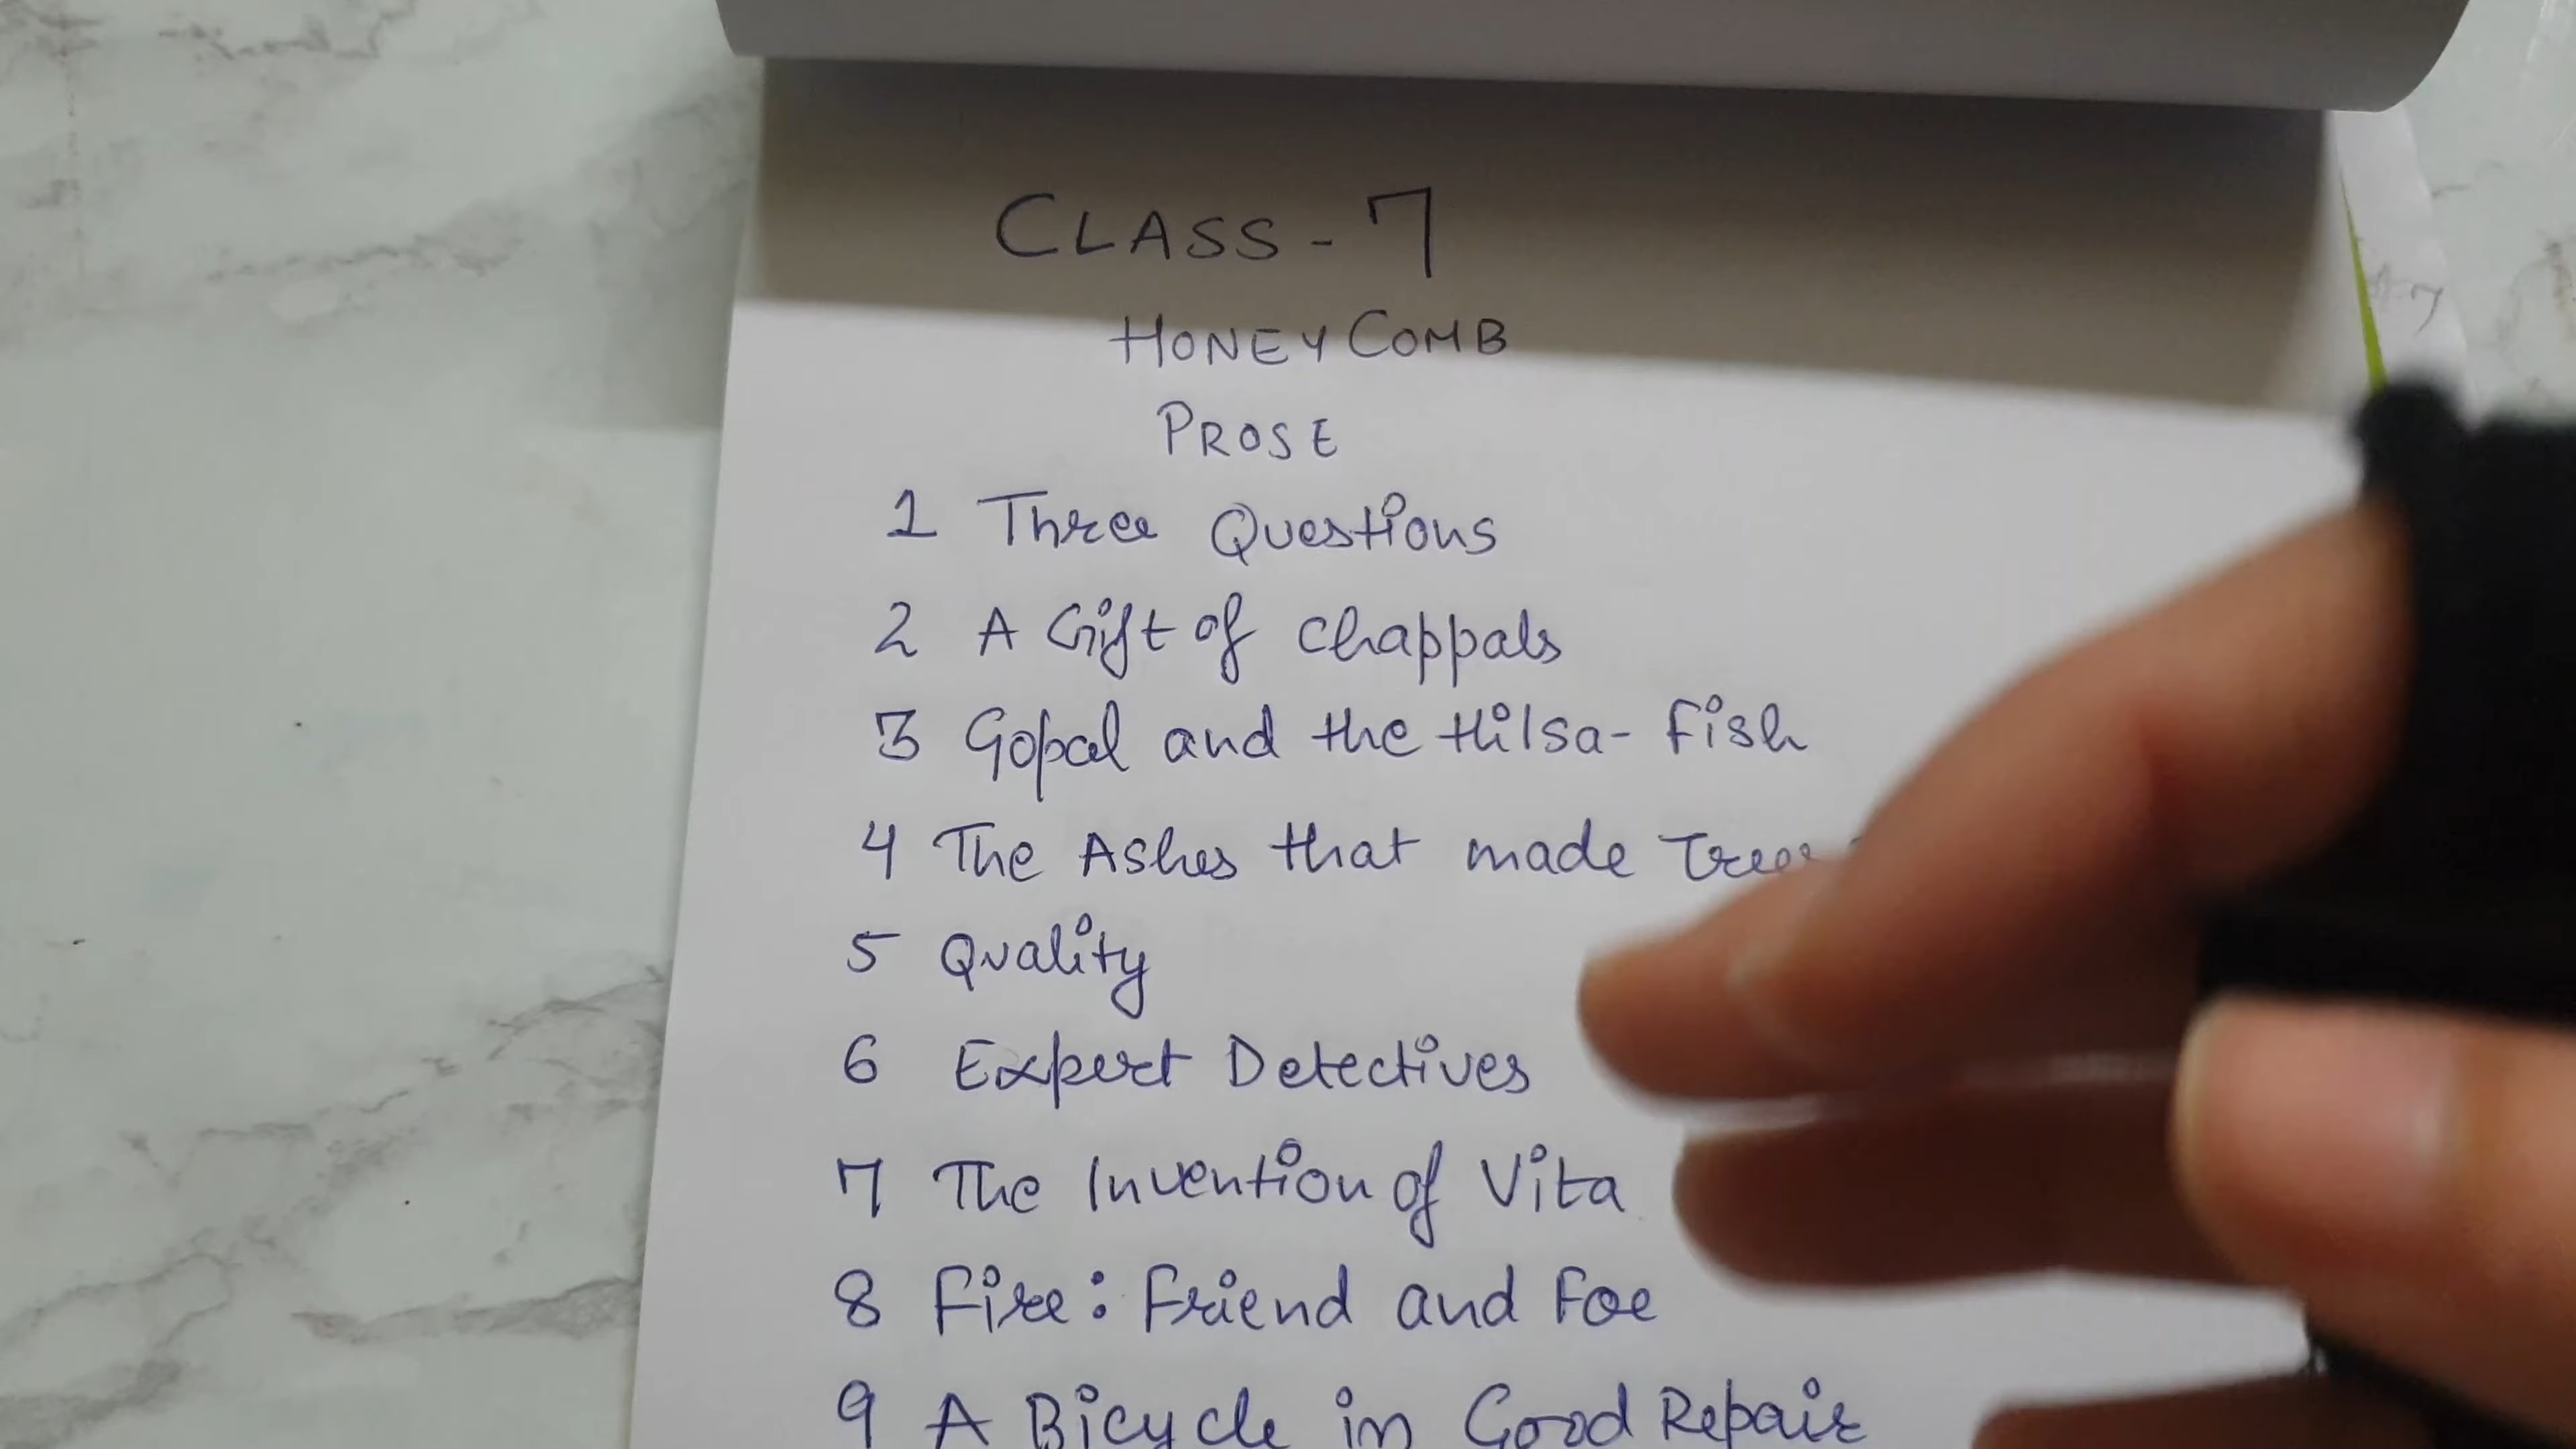 CLASS - 7
HONEY COMB
PROSE
1 Three Questions
2 A Gift of chappals
3 Gopal and the Hilsa- Fish
4 The Ashes that made Trees
5 Quality
6 Expert Detectives
7 The Invention of Vita
8 Fire: Friend and Foe
9 A Bicycle in Good Repair